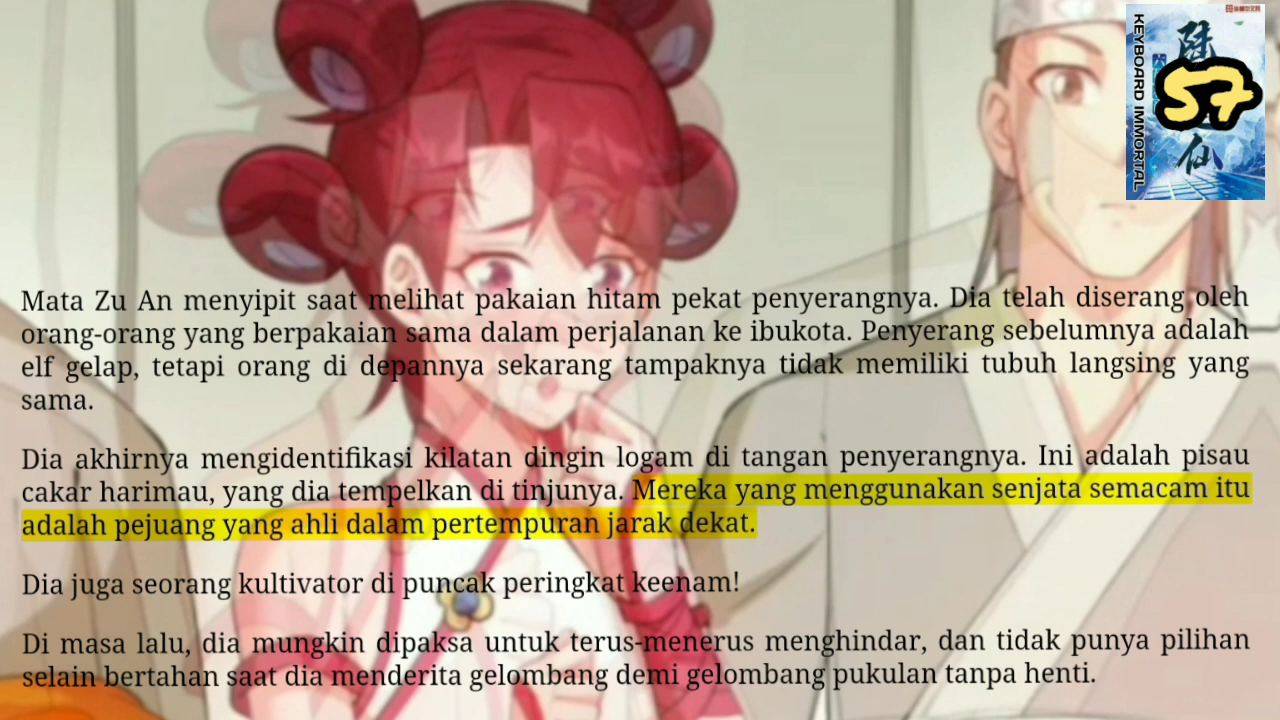 KEYBOARD IMMORTAL
陆
仙
57
Mata Zu An menyipit saat melihat pakaian hitam pekat penyerangnya. Dia telah diserang oleh
orang-orang yang berpakaian sama dalam perjalanan ke ibukota. Penyerang sebelumnya adalah
elf gelap, tetapi orang di depannya sekarang tampaknya tidak memiliki tubuh langsing yang
sama.
Dia akhirnya mengidentifikasi kilatan dingin logam di tangan penyerangnya. Ini adalah pisau
cakar harimau, yang dia tempelkan di tinjunya. Mereka yang menggunakan senjata semacam itu
adalah pejuang yang ahli dalam pertempuran jarak dekat.
Dia juga seorang kultivator di puncak peringkat keenam!
Di masa lalu, dia mungkin dipaksa untuk terus-menerus menghindar, dan tidak punya pilihan
selain bertahan saat dia menderita gelombang demi gelombang pukulan tanpa henti.